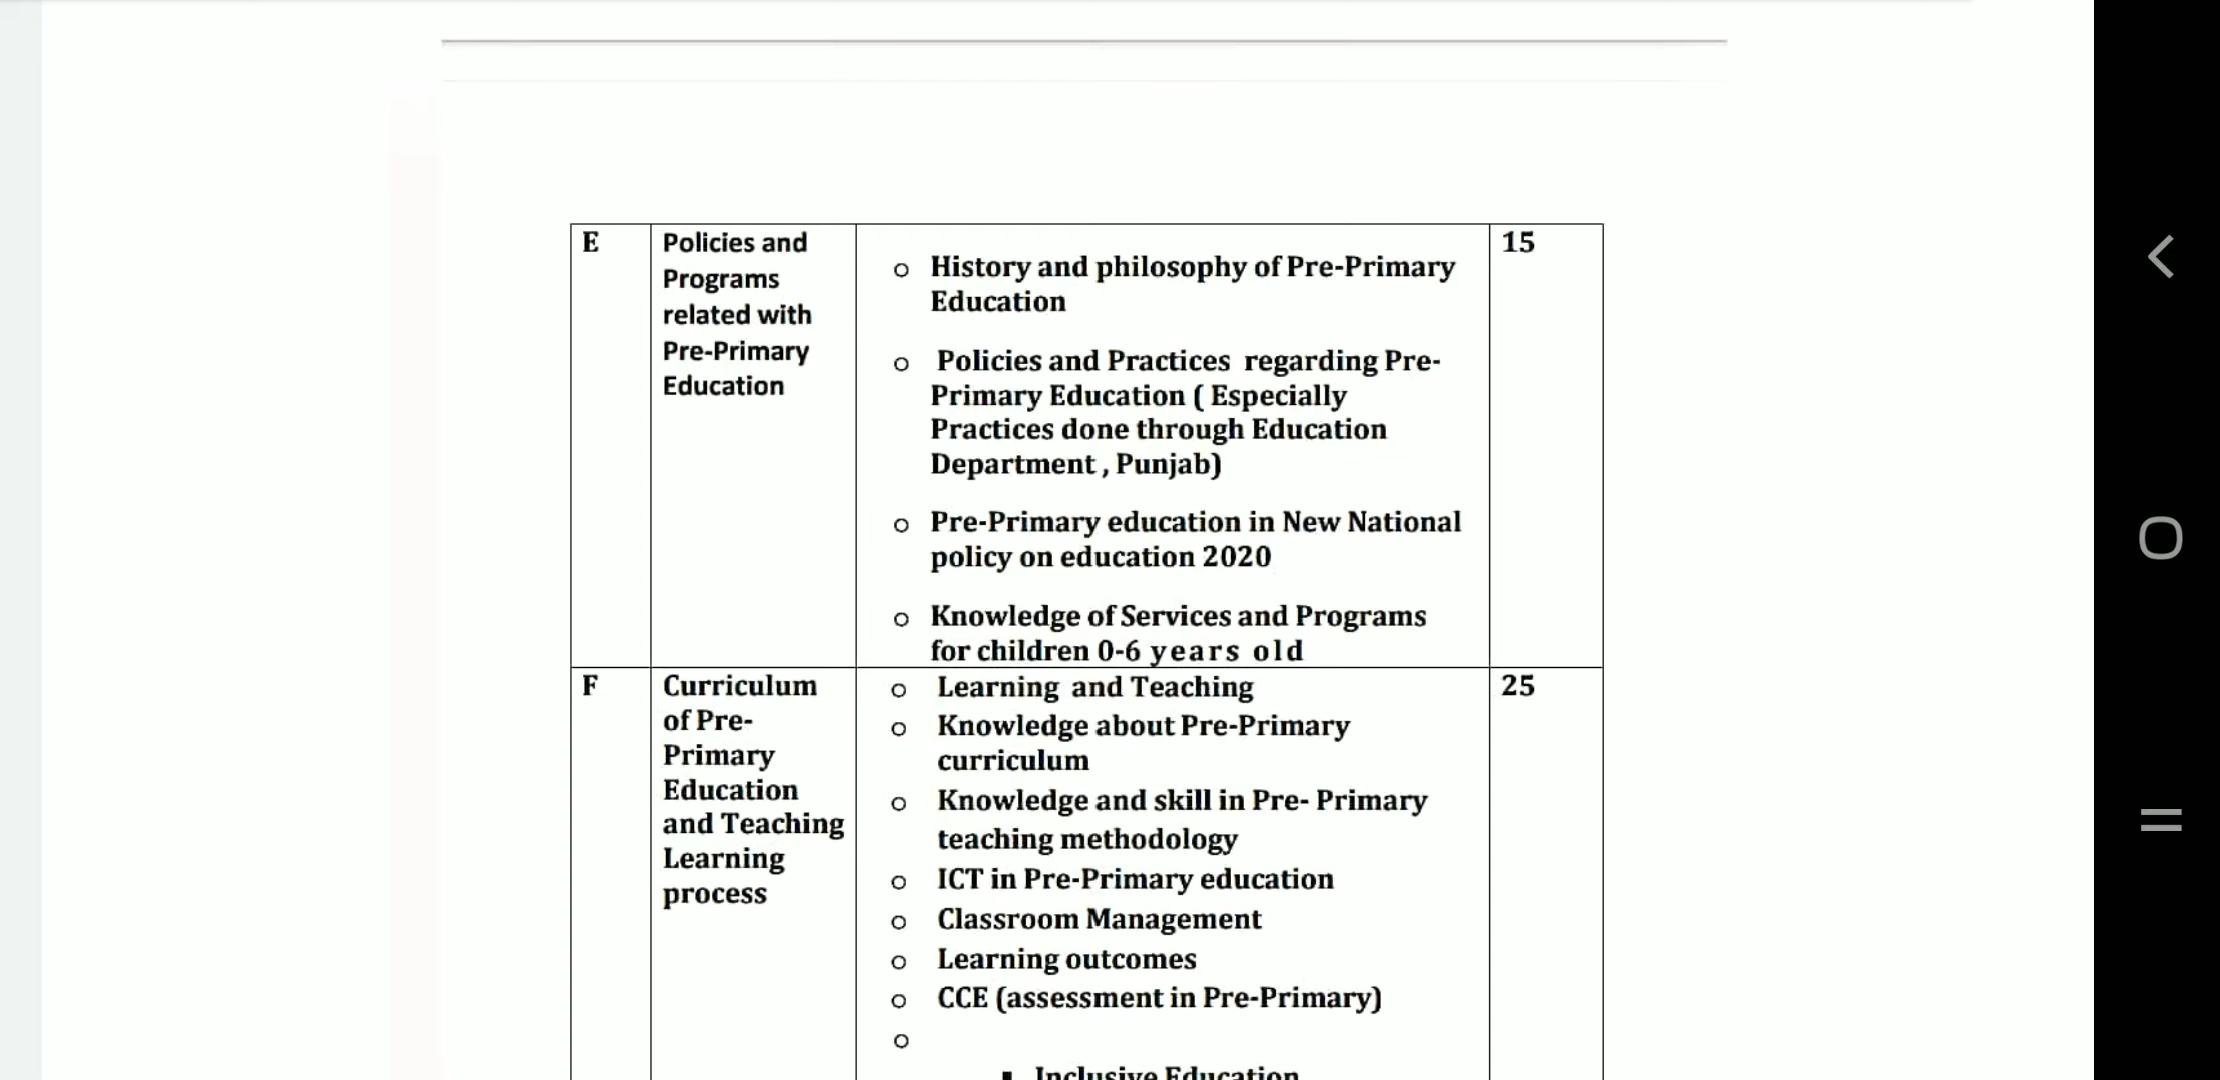 E
Policies and
Programs
related with
Pre-Primary
Education
o History and philosophy of Pre-Primary
Education
o Policies and Practices regarding Pre-
Primary Education ( Especially
Practices done through Education
Department , Punjab)
o Pre-Primary education in New National
policy on education 2020
o Knowledge of Services and Programs
for children 0-6 years old
15
F
Curriculum
of Pre-
Primary
Education
and Teaching
Learning
process
o Learning and Teaching
o Knowledge about Pre-Primary
curriculum
o Knowledge and skill in Pre- Primary
teaching methodology
o ICT in Pre-Primary education
o Classroom Management
o Learning outcomes
o CCE (assessment in Pre-Primary)
o
▪ Inclusive Education
25